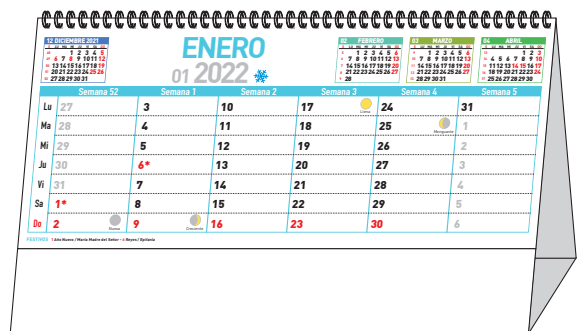 12 DICIEMBRE 2021
ENERO
01 2022
02 FEBRERO
03 MARZO
04 ABRIL
Semana 52 Semana 1 Semana 2 Semana 3 Semana 4 Semana 5
Lu 27 3 10 17 Llena 24 31
Ma 28 4 11 18 25 Menguante 1
Mi 29 5 12 19 26 2
Ju 30 6* 13 20 27 3
Vi 31 7 14 21 28 4
Sa 1* 8 15 22 29 5
Do 2 Nueva 9 Creciente 16 23 30 6
FESTIVOS 1 Año Nuevo / María Madre del Señor - 6 Reyes / Epifanía